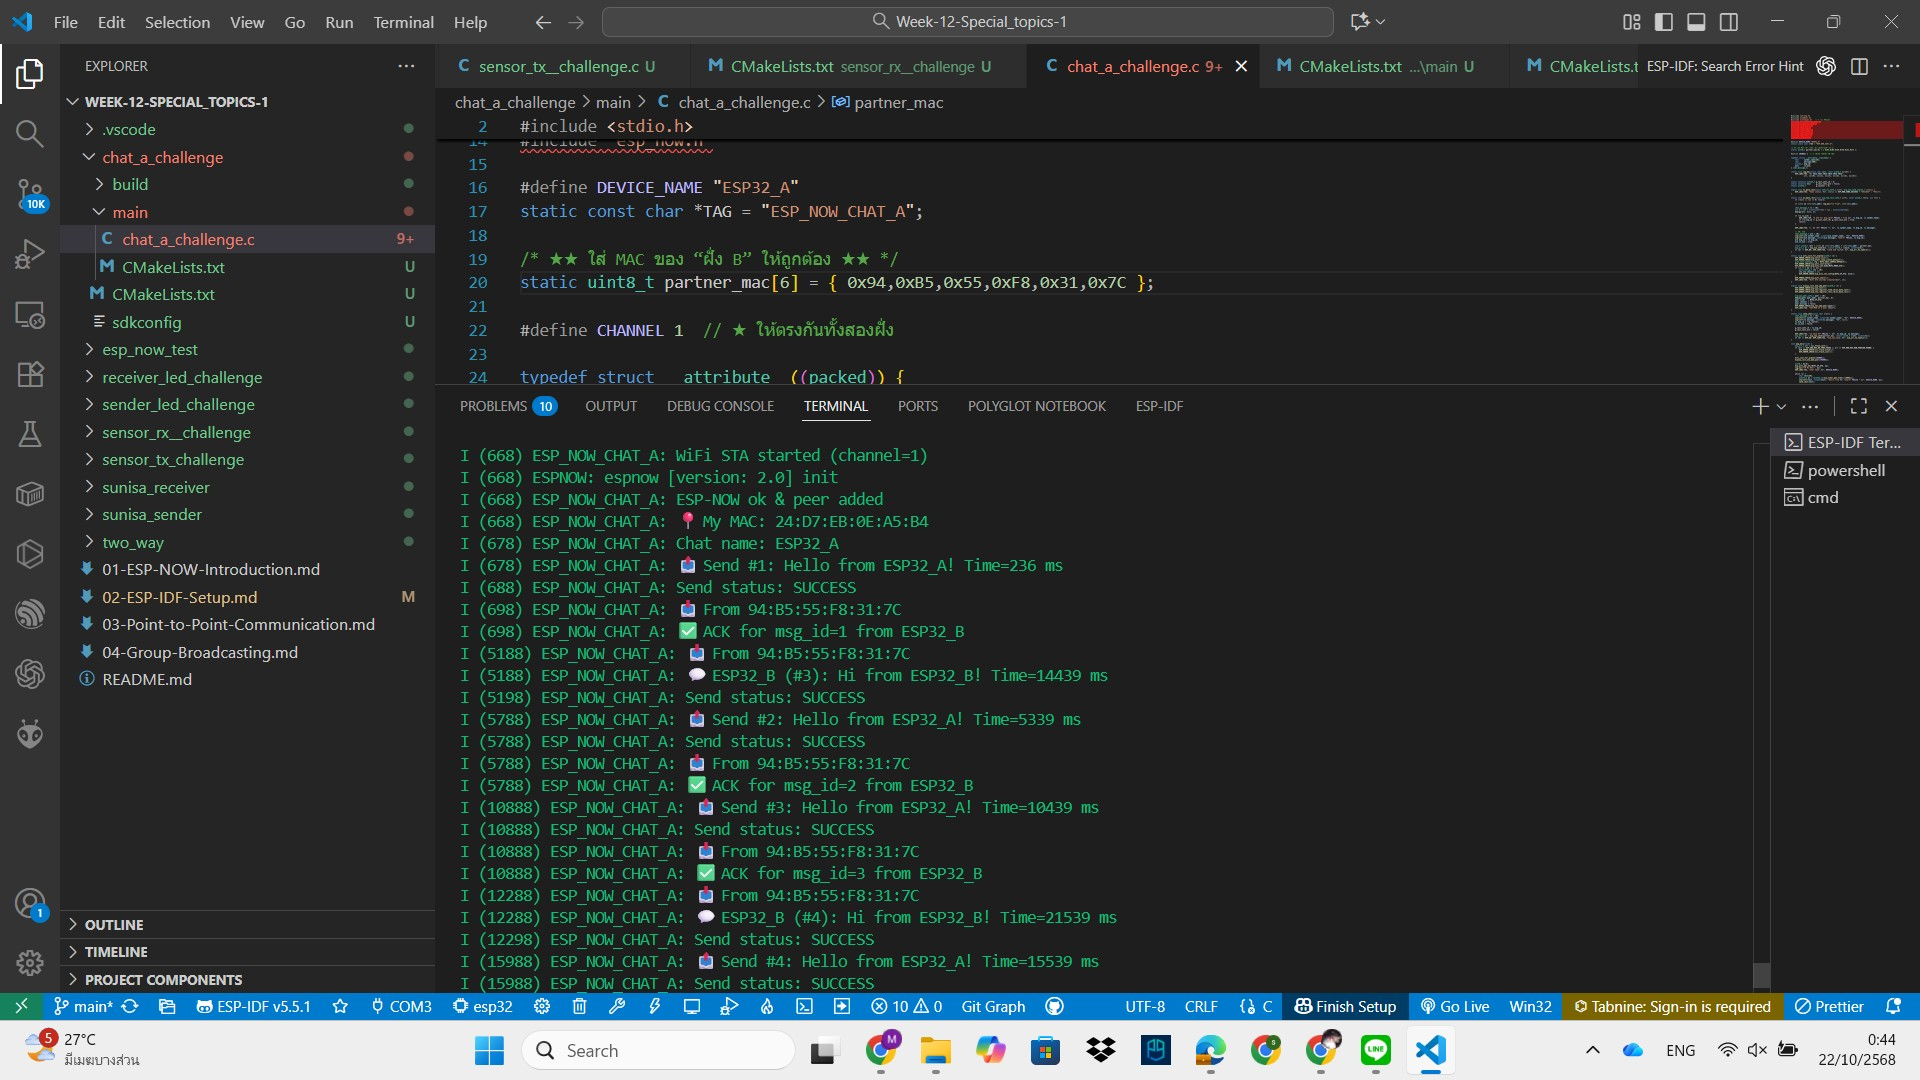 File Edit Selection View Go Run Terminal Help
Week-12-Special_topics-1
EXPLORER
WEEK-12-SPECIAL_TOPICS-1
.vscode
chat_a_challenge
build
main
chat_a_challenge.c 9+
CMakeLists.txt U
CMakeLists.txt U
sdkconfig U
esp_now_test
receiver_led_challenge
sender_led_challenge
sensor_rx__challenge
sensor_tx_challenge
sunisa_receiver
sunisa_sender
two_way
01-ESP-NOW-Introduction.md
02-ESP-IDF-Setup.md M
03-Point-to-Point-Communication.md
04-Group-Broadcasting.md
README.md
OUTLINE
TIMELINE
PROJECT COMPONENTS
10K
1
sensor_tx__challenge.c U
CMakeLists.txt sensor_rx__challenge U
chat_a_challenge.c 9+
CMakeLists.txt ...\main U
CMakeLists.t
ESP-IDF: Search Error Hint
chat_a_challenge > main > C chat_a_challenge.c > partner_mac
2 #include <stdio.h>
14 #include "esp_now.h"
15
16 #define DEVICE_NAME "ESP32_A"
17 static const char *TAG = "ESP_NOW_CHAT_A";
18
19 /* ★★ ใส่ MAC ของ “ฝั่ง B” ให้ถูกต้อง ★★ */
20 static uint8_t partner_mac[6] = { 0x94,0xB5,0x55,0xF8,0x31,0x7C };
21
22 #define CHANNEL 1 // ★ ให้ตรงกันทั้งสองฝั่ง
23
24 typedef struct __attribute__((packed)) {
PROBLEMS 10 OUTPUT DEBUG CONSOLE TERMINAL PORTS POLYGLOT NOTEBOOK ESP-IDF
I (668) ESP_NOW_CHAT_A: WiFi STA started (channel=1)
I (668) ESPNOW: espnow [version: 2.0] init
I (668) ESP_NOW_CHAT_A: ESP-NOW ok & peer added
I (668) ESP_NOW_CHAT_A: 📍 My MAC: 24:D7:EB:0E:A5:B4
I (678) ESP_NOW_CHAT_A: Chat name: ESP32_A
I (678) ESP_NOW_CHAT_A: 📤 Send #1: Hello from ESP32_A! Time=236 ms
I (688) ESP_NOW_CHAT_A: Send status: SUCCESS
I (698) ESP_NOW_CHAT_A: 📥 From 94:B5:55:F8:31:7C
I (698) ESP_NOW_CHAT_A: ✅ ACK for msg_id=1 from ESP32_B
I (5188) ESP_NOW_CHAT_A: 📥 From 94:B5:55:F8:31:7C
I (5188) ESP_NOW_CHAT_A: 💬 ESP32_B (#3): Hi from ESP32_B! Time=14439 ms
I (5198) ESP_NOW_CHAT_A: Send status: SUCCESS
I (5788) ESP_NOW_CHAT_A: 📤 Send #2: Hello from ESP32_A! Time=5339 ms
I (5788) ESP_NOW_CHAT_A: Send status: SUCCESS
I (5788) ESP_NOW_CHAT_A: 📥 From 94:B5:55:F8:31:7C
I (5788) ESP_NOW_CHAT_A: ✅ ACK for msg_id=2 from ESP32_B
I (10888) ESP_NOW_CHAT_A: 📤 Send #3: Hello from ESP32_A! Time=10439 ms
I (10888) ESP_NOW_CHAT_A: Send status: SUCCESS
I (10888) ESP_NOW_CHAT_A: 📥 From 94:B5:55:F8:31:7C
I (10888) ESP_NOW_CHAT_A: ✅ ACK for msg_id=3 from ESP32_B
I (12288) ESP_NOW_CHAT_A: 📥 From 94:B5:55:F8:31:7C
I (12288) ESP_NOW_CHAT_A: 💬 ESP32_B (#4): Hi from ESP32_B! Time=21539 ms
I (12298) ESP_NOW_CHAT_A: Send status: SUCCESS
I (15988) ESP_NOW_CHAT_A: 📤 Send #4: Hello from ESP32_A! Time=15539 ms
I (15988) ESP_NOW_CHAT_A: Send status: SUCCESS
ESP-IDF Ter...
powershell
cmd
main* ESP-IDF v5.5.1 COM3 esp32 10 0 Git Graph UTF-8 CRLF {} C Finish Setup Go Live Win32 Tabnine: Sign-in is required Prettier
5 27°C
มีเมฆบางส่วน
Search
ENG
0:44
22/10/2568